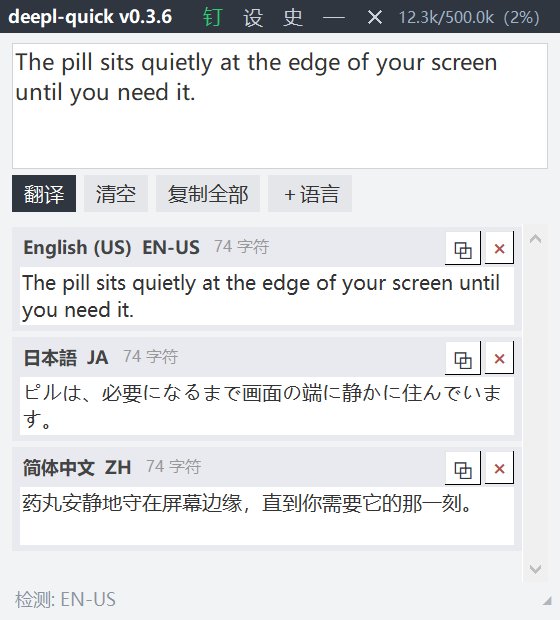 deepl-quick v0.3.6 钉 设 史 — ✕ 12.3k/500.0k（2%）
The pill sits quietly at the edge of your screen
until you need it.
翻译 清空 复制全部 ＋语言
English (US) EN-US 74 字符
The pill sits quietly at the edge of your screen until
you need it.
日本語 JA 74 字符
ピルは、必要になるまで画面の端に静かに住んでいま
す。
简体中文 ZH 74 字符
药丸安静地守在屏幕边缘，直到你需要它的那一刻。
检测: EN-US